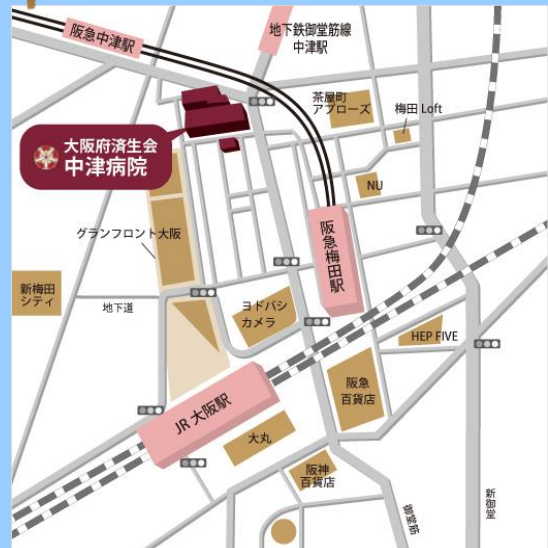 阪急中津駅
地下鉄御堂筋線
中津駅
茶屋町
アプローズ
梅田 Loft
大阪府済生会
中津病院
NU
阪急梅田駅
グランフロント大阪
新梅田
シティ
地下道
ヨドバシ
カメラ
HEP FIVE
JR 大阪駅
阪急
百貨店
大丸
阪神
百貨店
御堂筋
新御堂